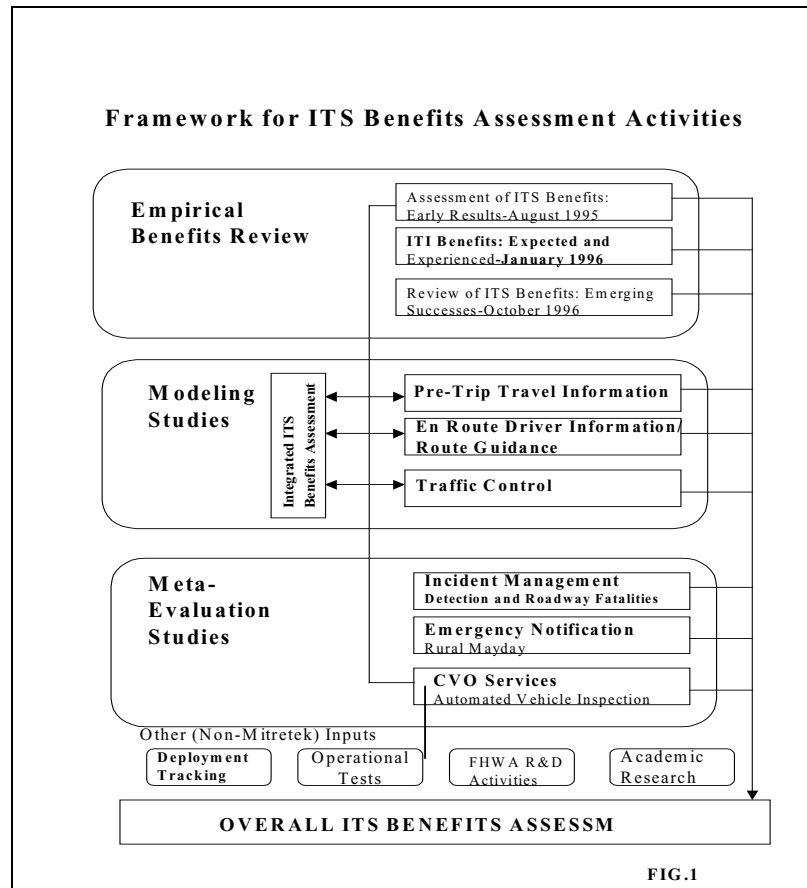 Framework for ITS Benefits Assessment Activities
Empirical
Benefits Review
Assessment of ITS Benefits:
Early Results-August 1995
ITI Benefits: Expected and
Experienced-January 1996
Review of ITS Benefits: Emerging
Successes-October 1996
Modeling
Studies
Integrated ITS
Benefits Assessment
Pre-Trip Travel Information
En Route Driver Information/
Route Guidance
Traffic Control
Meta-
Evaluation
Studies
Incident Management
Detection and Roadway Fatalities
Emergency Notification
Rural Mayday
CVO Services
Automated Vehicle Inspection
Other (Non-Mitretek) Inputs
Deployment
Tracking
Operational
Tests
FHWA R&D
Activities
Academic
Research
OVERALL ITS BENEFITS ASSESSM
FIG.1